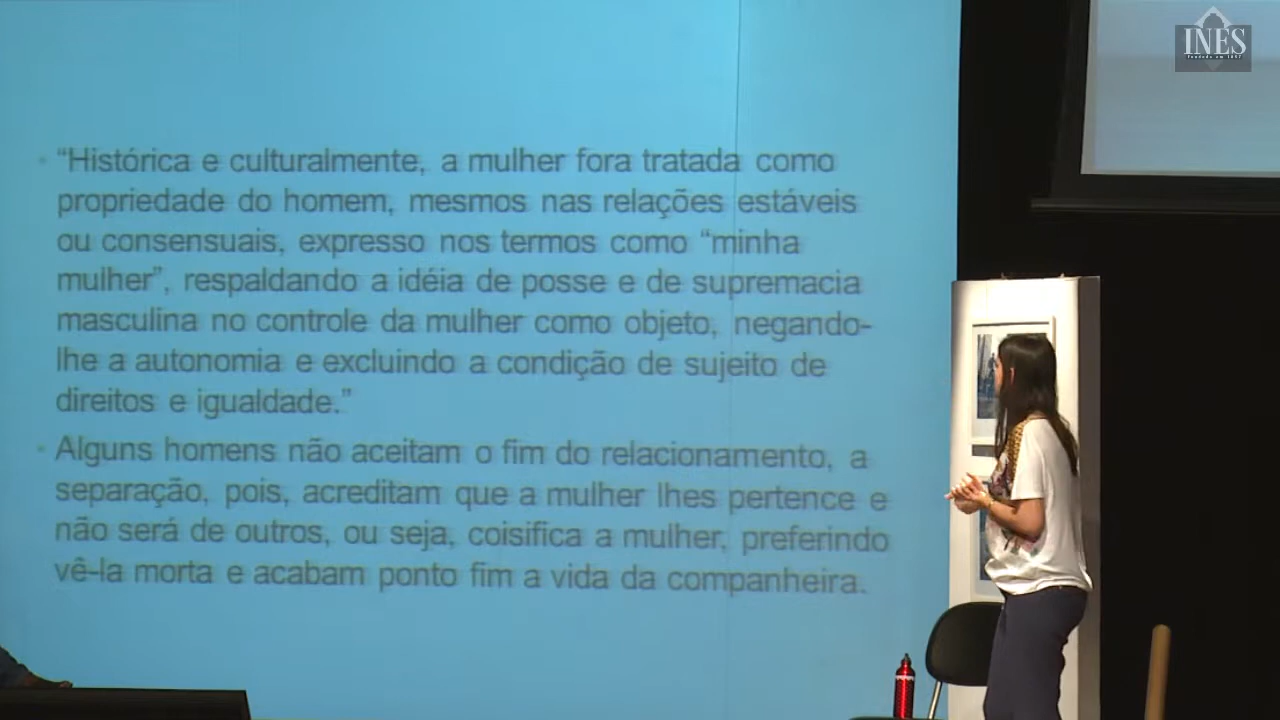 INES
fundado em 1857
• “Histórica e culturalmente, a mulher fora tratada como
propriedade do homem, mesmos nas relações estáveis
ou consensuais, expresso nos termos como “minha
mulher”, respaldando a idéia de posse e de supremacia
masculina no controle da mulher como objeto, negando-
lhe a autonomia e excluindo a condição de sujeito de
direitos e igualdade.”
• Alguns homens não aceitam o fim do relacionamento, a
separação, pois, acreditam que a mulher lhes pertence e
não será de outros, ou seja, coisifica a mulher, preferindo
vê-la morta e acabam ponto fim a vida da companheira.